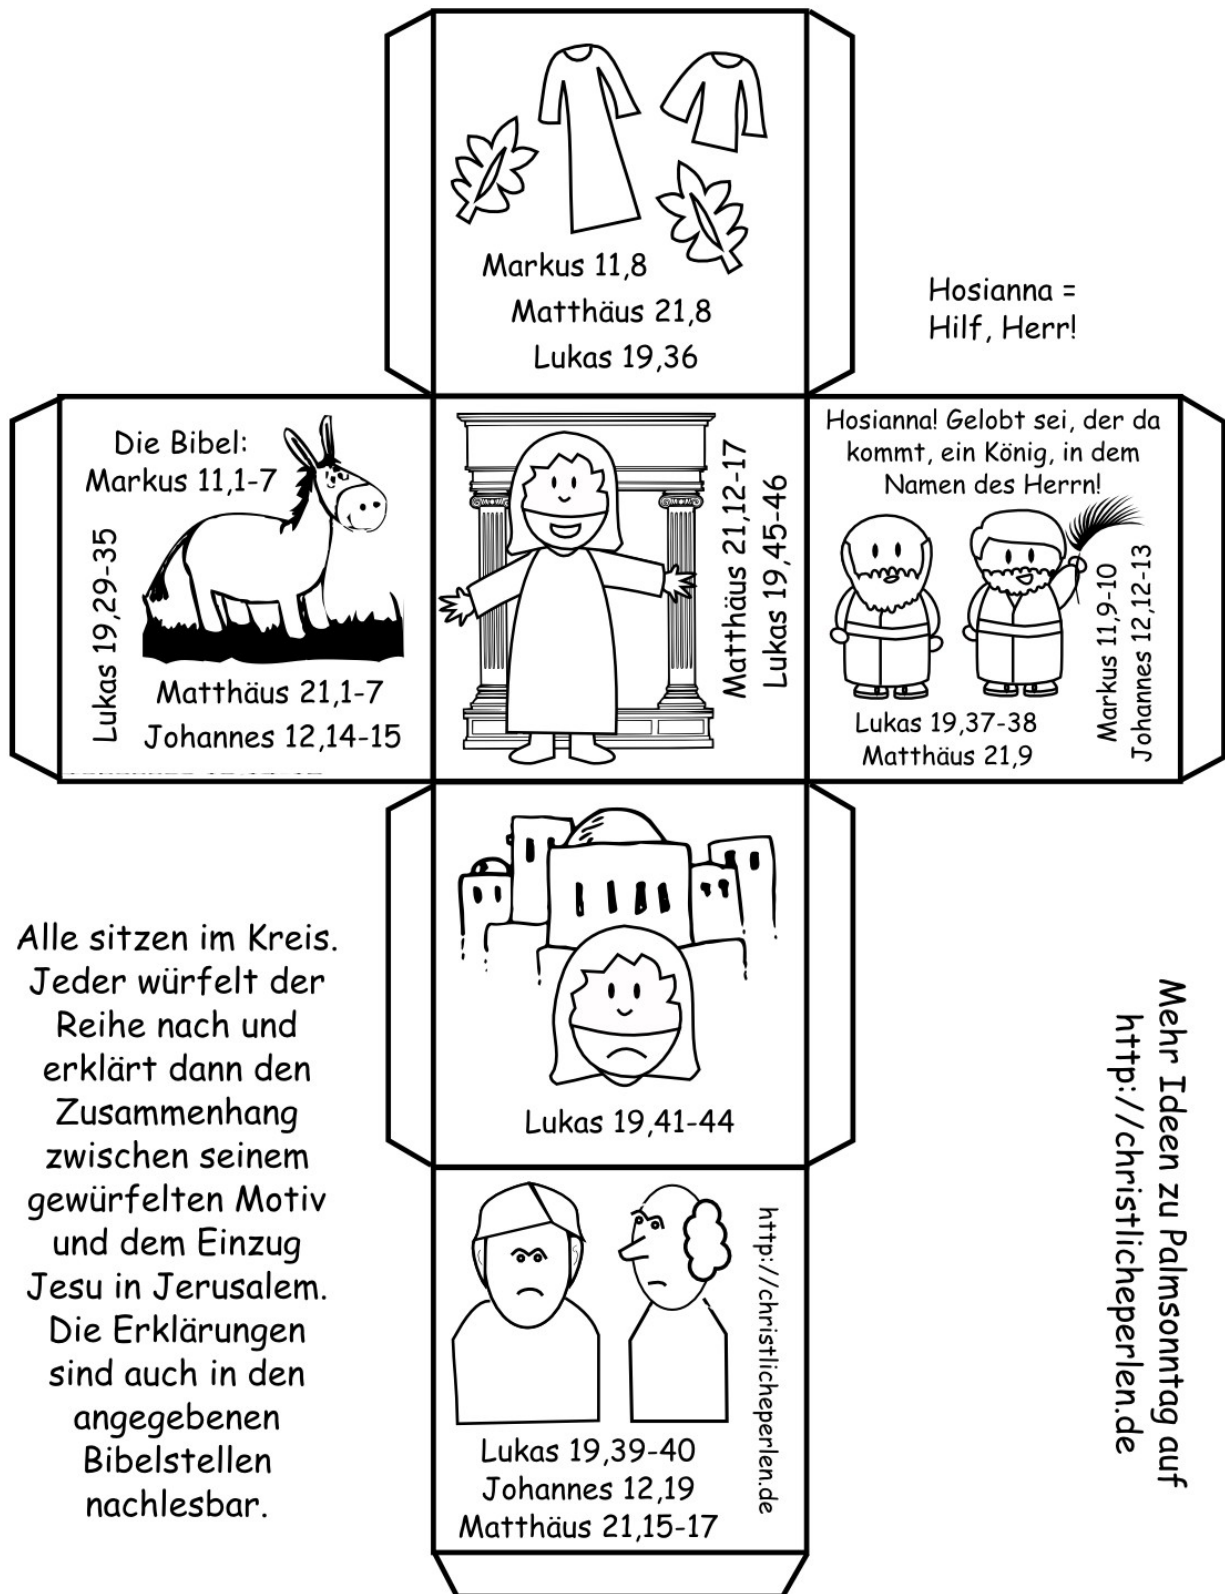 Markus 11,8
Matthäus 21,8
Lukas 19,36
Hosianna =
Hilf, Herr!
Die Bibel:
Markus 11,1-7
Lukas 19,29-35
Matthäus 21,1-7
Johannes 12,14-15
Matthäus 21,12-17
Lukas 19,45-46
Hosianna! Gelobt sei, der da
kommt, ein König, in dem
Namen des Herrn!
Markus 11,9-10
Johannes 12,12-13
Lukas 19,37-38
Matthäus 21,9
Alle sitzen im Kreis.
Jeder würfelt der
Reihe nach und
erklärt dann den
Zusammenhang
zwischen seinem
gewürfelten Motiv
und dem Einzug
Jesu in Jerusalem.
Die Erklärungen
sind auch in den
angegebenen
Bibelstellen
nachlesbar.
Lukas 19,41-44
Mehr Ideen zu Palmsonntag auf
http://christlicheperlen.de
http://christlicheperlen.de
Lukas 19,39-40
Johannes 12,19
Matthäus 21,15-17